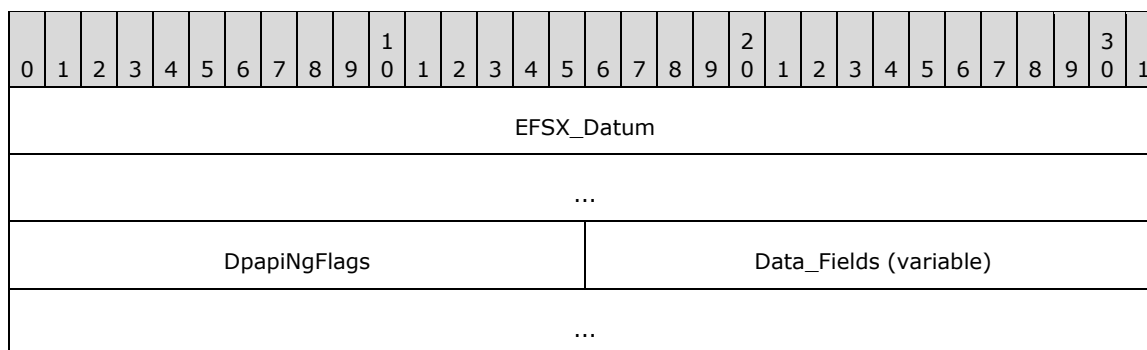 1 2 3
0 1 2 3 4 5 6 7 8 9 0 1 2 3 4 5 6 7 8 9 0 1 2 3 4 5 6 7 8 9 0 1
EFSX_Datum
...
DpapiNgFlags Data_Fields (variable)
...